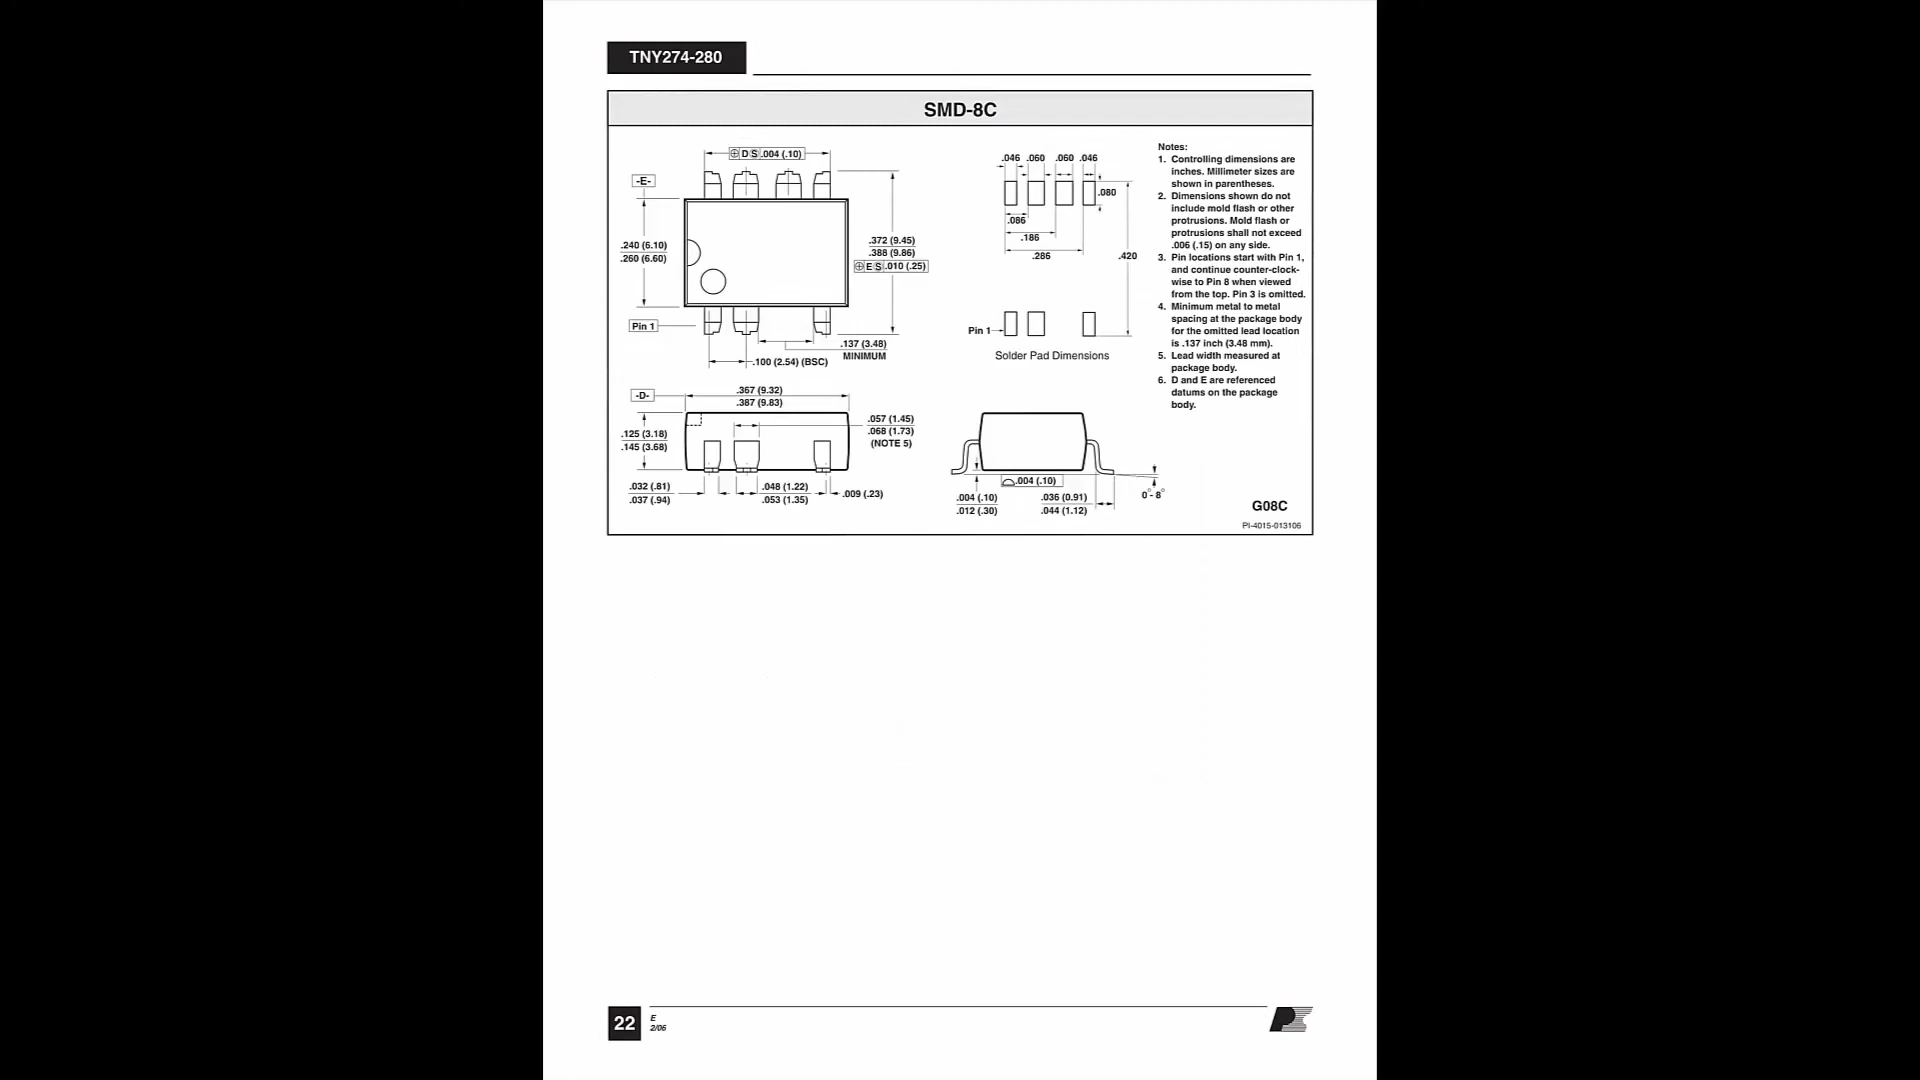 TNY274-280
SMD-8C
⊕ D S .004 (.10)
-E-
.240 (6.10)
.260 (6.60)
.372 (9.45)
.388 (9.86)
⊕ E S .010 (.25)
Pin 1
.137 (3.48)
MINIMUM
.100 (2.54) (BSC)
.046 .060 .060 .046
.080
.086
.186
.286
.420
Pin 1
Solder Pad Dimensions
Notes:
1. Controlling dimensions are
inches. Millimeter sizes are
shown in parentheses.
2. Dimensions shown do not
include mold flash or other
protrusions. Mold flash or
protrusions shall not exceed
.006 (.15) on any side.
3. Pin locations start with Pin 1,
and continue counter-clock-
wise to Pin 8 when viewed
from the top. Pin 3 is omitted.
4. Minimum metal to metal
spacing at the package body
for the omitted lead location
is .137 inch (3.48 mm).
5. Lead width measured at
package body.
6. D and E are referenced
datums on the package
body.
-D-
.367 (9.32)
.387 (9.83)
.125 (3.18)
.145 (3.68)
.057 (1.45)
.068 (1.73)
(NOTE 5)
.032 (.81)
.037 (.94)
.048 (1.22)
.053 (1.35)
.009 (.23)
.004 (.10)
.004 (.10)
.012 (.30)
.036 (0.91)
.044 (1.12)
0°- 8°
G08C
PI-4015-013106
22
E
2/06